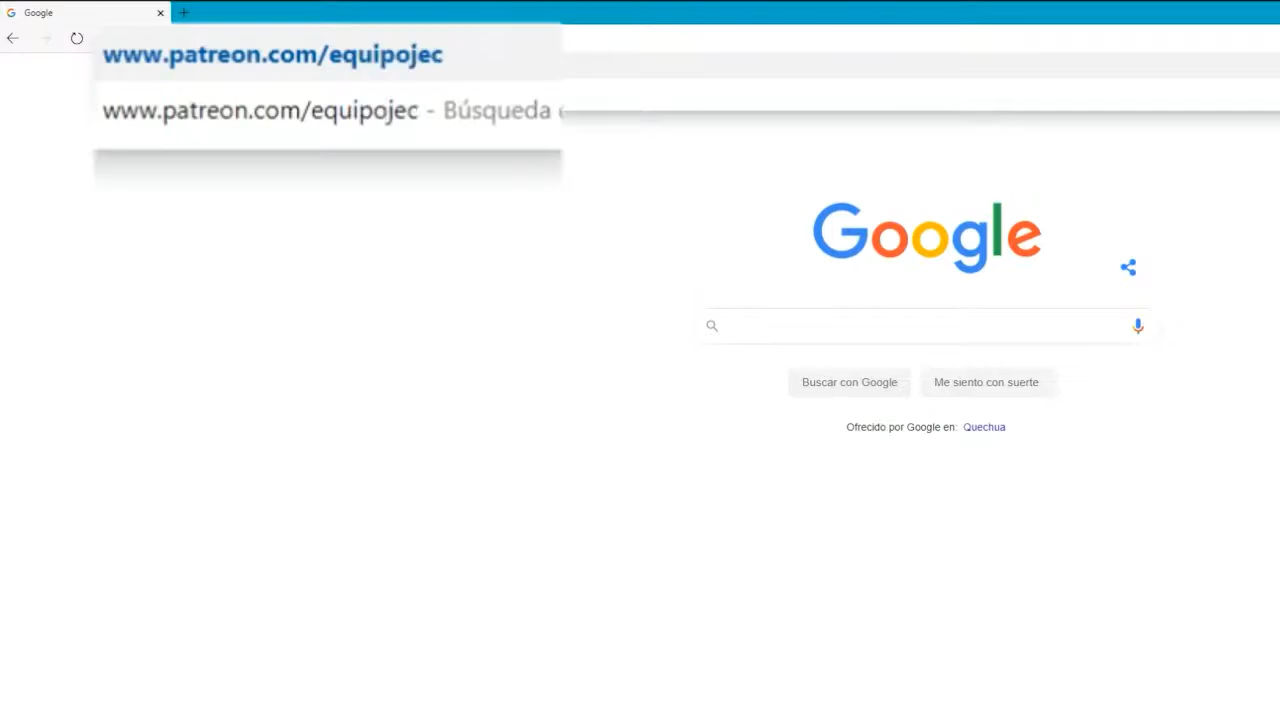 Google
www.patreon.com/equipojec
www.patreon.com/equipojec - Búsqueda
Google
Buscar con Google
Me siento con suerte
Ofrecido por Google en: Quechua